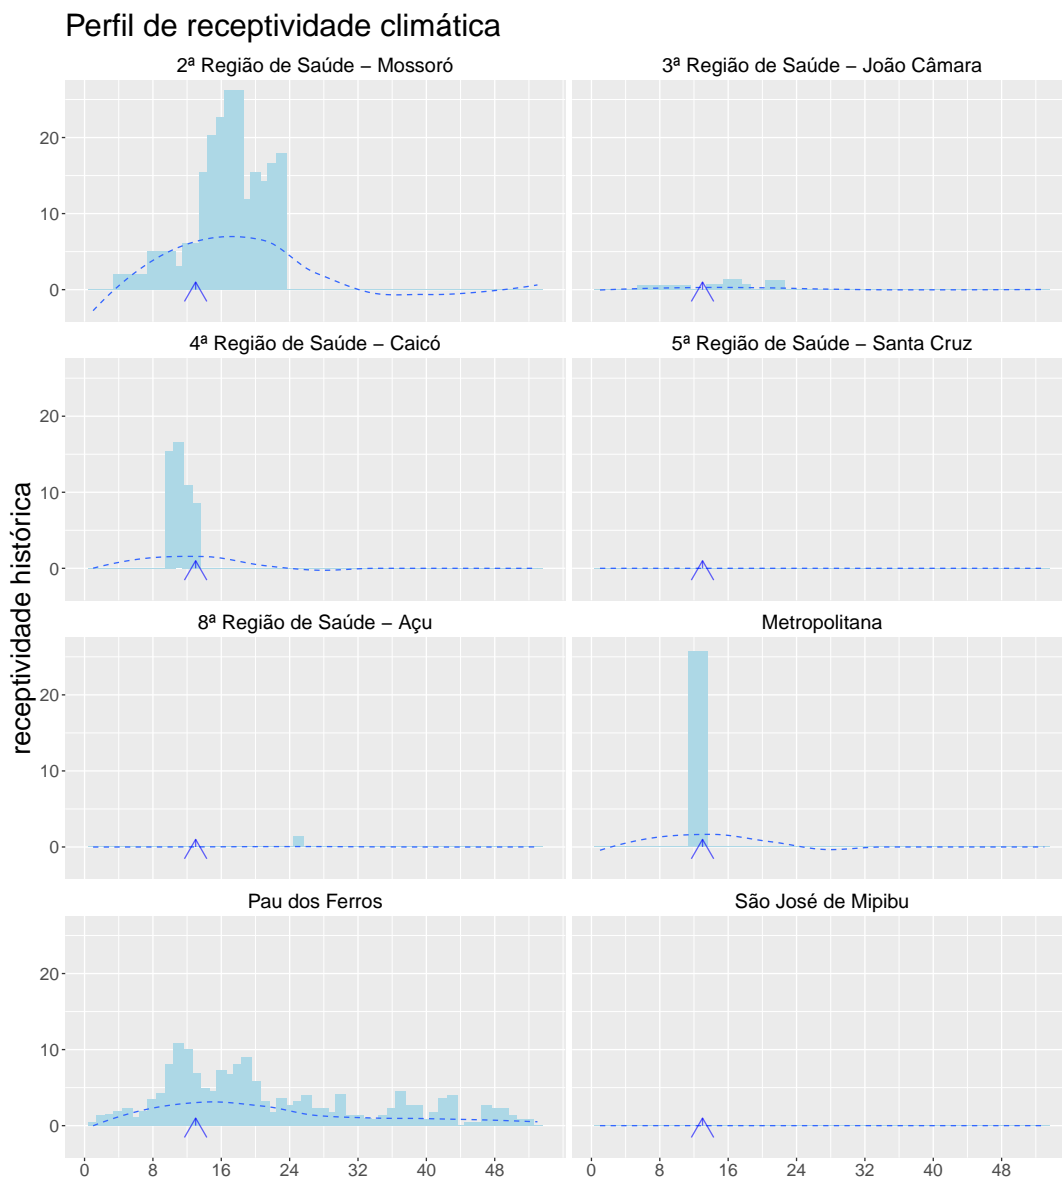 Perfil de receptividade climática
2ª Região de Saúde – Mossoró
3ª Região de Saúde – João Câmara
20
10
0
4ª Região de Saúde – Caicó
5ª Região de Saúde – Santa Cruz
20
10
0
receptividade histórica
8ª Região de Saúde – Açu
Metropolitana
20
10
0
Pau dos Ferros
São José de Mipibu
20
10
0
0 8 16 24 32 40 48
0 8 16 24 32 40 48